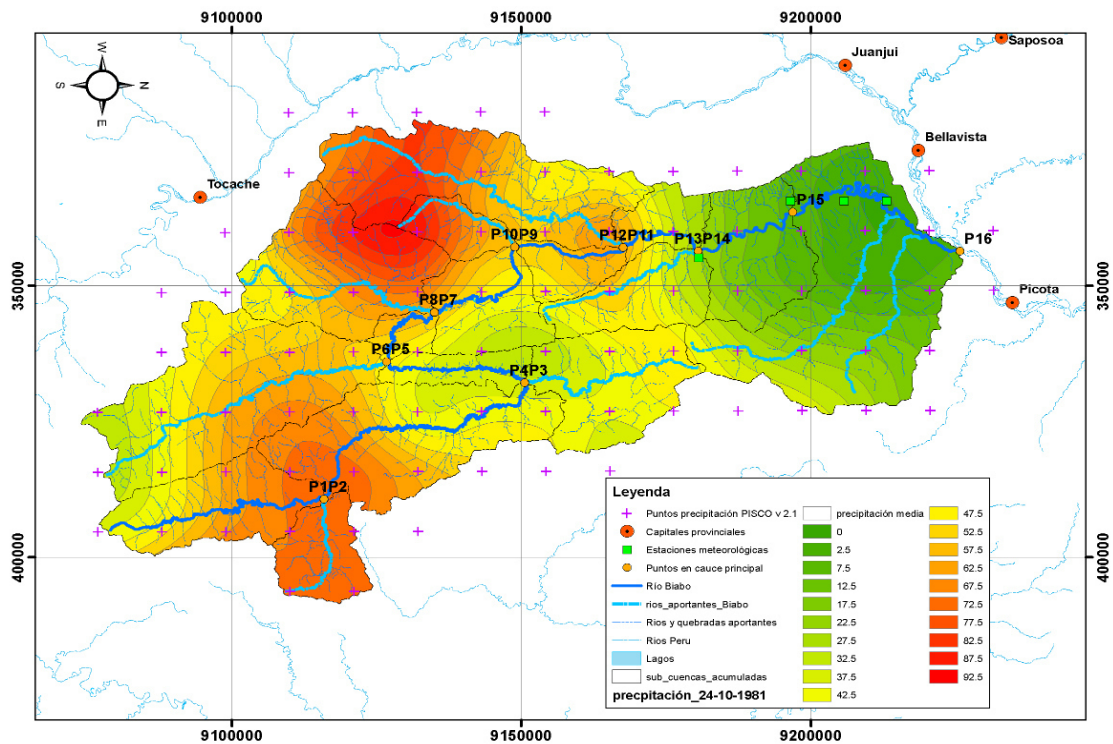 9100000 9150000 9200000
Saposoa
Juanjui
W
S N
E
Bellavista
Tocache
P15
P10P9 P12P11 P13P14 P16
350000 350000
Picota
P8P7
P6P5
P4P3
P1P2
400000 400000
Leyenda
Puntos precipitación PISCO v 2.1
Capitales provinciales
Estaciones meteorológicas
Puntos en cauce principal
Río Biabo
rios_aportantes_Biabo
Rios y quebradas aportantes
Rios Peru
Lagos
sub_cuencas_acumuladas
precpitación_24-10-1981
precipitación media
0
2.5
7.5
12.5
17.5
22.5
27.5
32.5
37.5
42.5
47.5
52.5
57.5
62.5
67.5
72.5
77.5
82.5
87.5
92.5
9100000 9150000 9200000